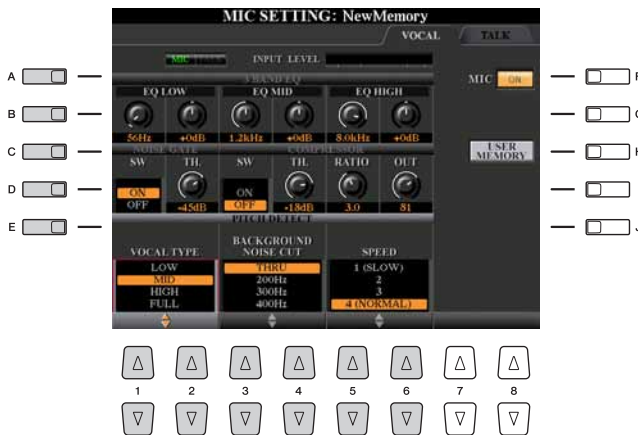 MIC SETTING: NewMemory
VOCAL TALK
MIC INPUT LEVEL
MIC ON
3 BAND EQ
EQ LOW EQ MID EQ HIGH
56Hz +0dB 1.2kHz +0dB 8.0kHz +0dB
NOISE GATE COMPRESSOR
SW TH. SW TH. RATIO OUT
USER MEMORY
ON ON
OFF -45dB OFF -18dB 3.0 81
PITCH DETECT
VOCAL TYPE BACKGROUND NOISE CUT SPEED
LOW THRU 1 (SLOW)
MID 200Hz 2
HIGH 300Hz 3
FULL 400Hz 4 (NORMAL)
A
B
C
D
E
F
G
H
J
1 2 3 4 5 6 7 8